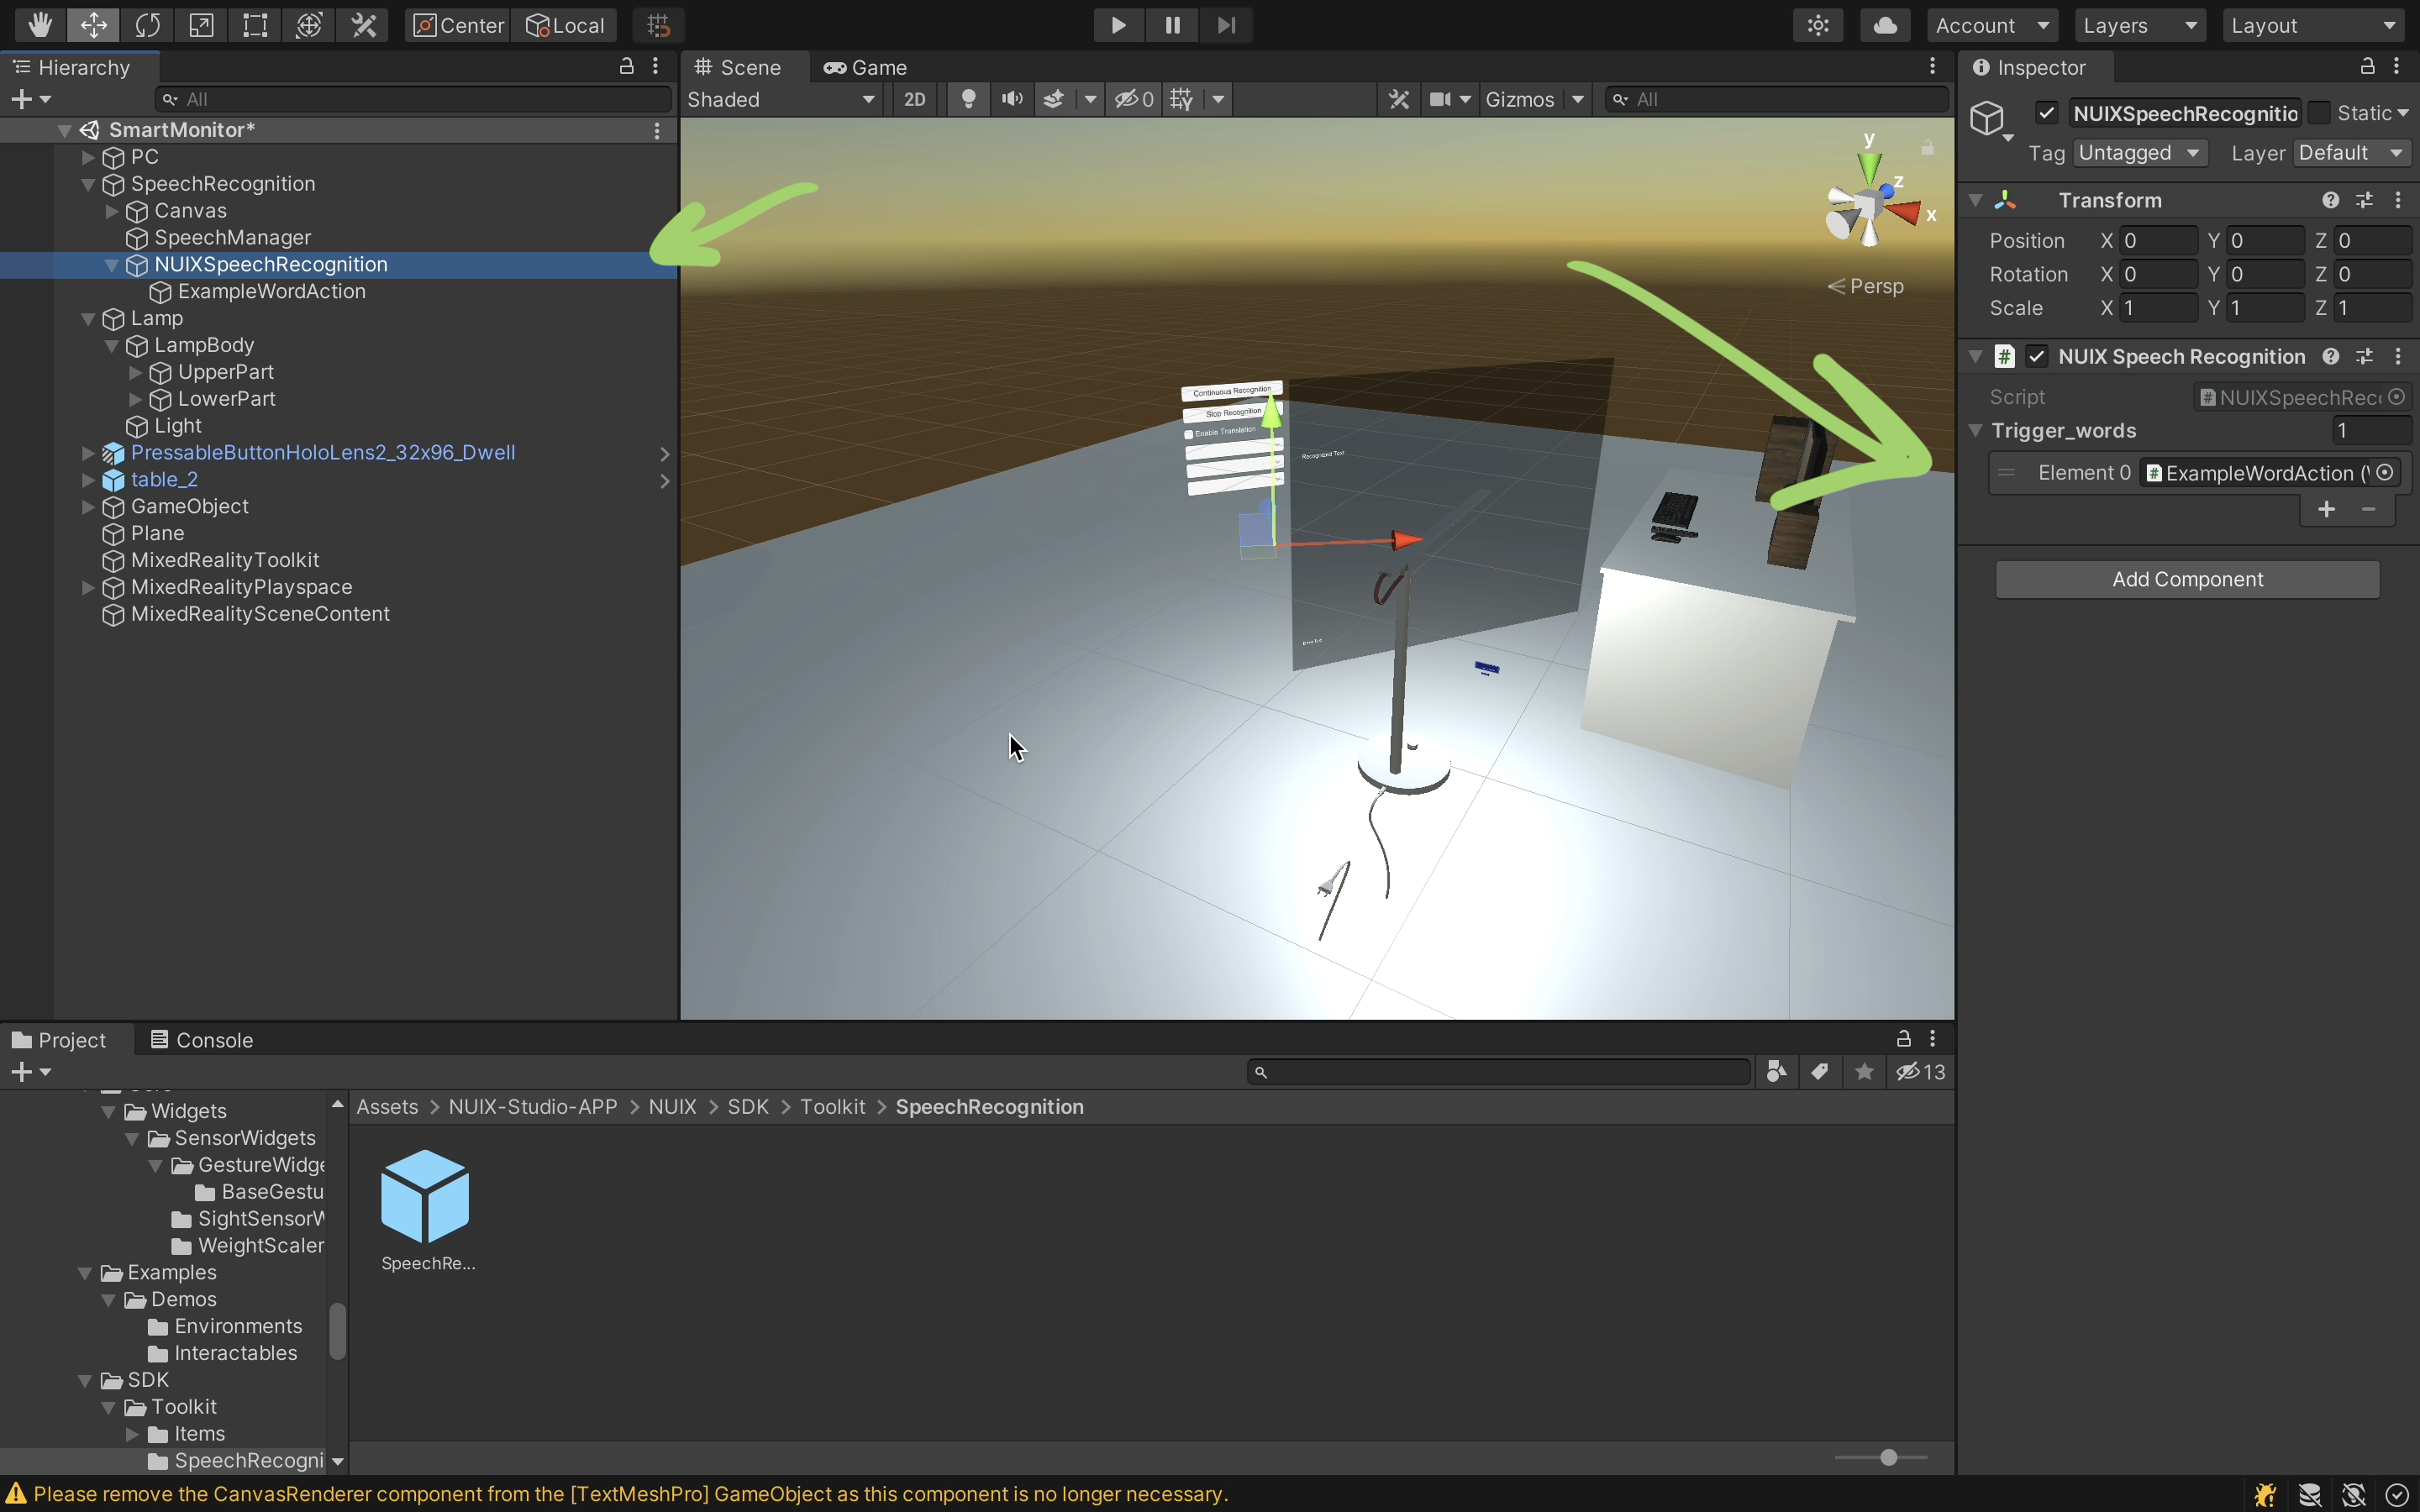 Center Local
Account Layers Layout
Hierarchy
All
SmartMonitor*
PC
SpeechRecognition
Canvas
SpeechManager
NUIXSpeechRecognition
ExampleWordAction
Lamp
LampBody
UpperPart
LowerPart
Light
PressableButtonHoloLens2_32x96_Dwell
table_2
GameObject
Plane
MixedRealityToolkit
MixedRealityPlayspace
MixedRealitySceneContent
Scene Game
Shaded 2D 0 Gizmos All
y
z
x
Persp
Continuous Recognition
Stop Recognition
Enable Translation
Recognized Text
Inspector
NUIXSpeechRecognitio Static
Tag Untagged Layer Default
Transform
Position X 0 Y 0 Z 0
Rotation X 0 Y 0 Z 0
Scale X 1 Y 1 Z 1
# NUIX Speech Recognition
Script # NUIXSpeechRec
Trigger_words 1
Element 0 # ExampleWordAction (
Add Component
Project Console
13
Widgets
SensorWidgets
GestureWidge
BaseGestu
SightSensorW
WeightScaler
Examples
Demos
Environments
Interactables
SDK
Toolkit
Items
SpeechRecogni
Assets > NUIX-Studio-APP > NUIX > SDK > Toolkit > SpeechRecognition
SpeechRe...
Please remove the CanvasRenderer component from the [TextMeshPro] GameObject as this component is no longer necessary.